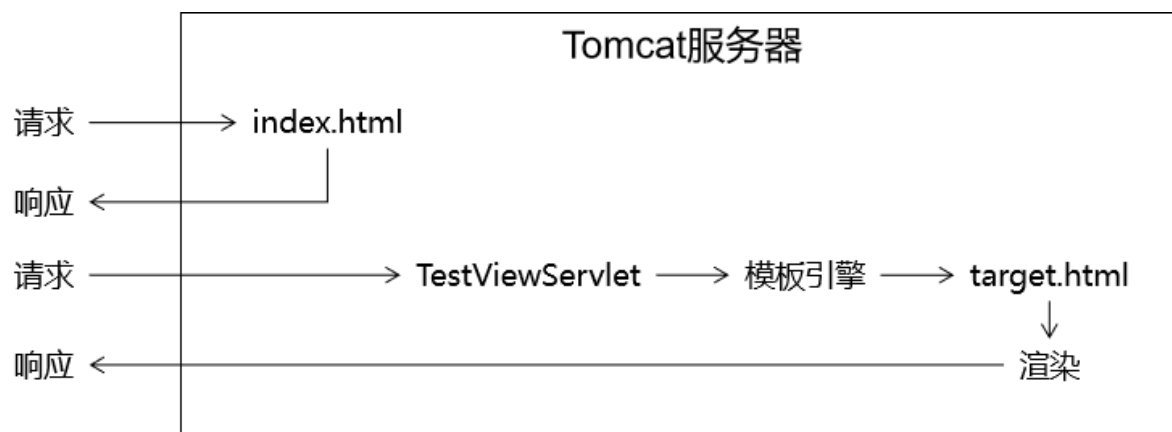 Tomcat服务器
请求 index.html
响应
请求 TestViewServlet 模板引擎 target.html
响应 渲染